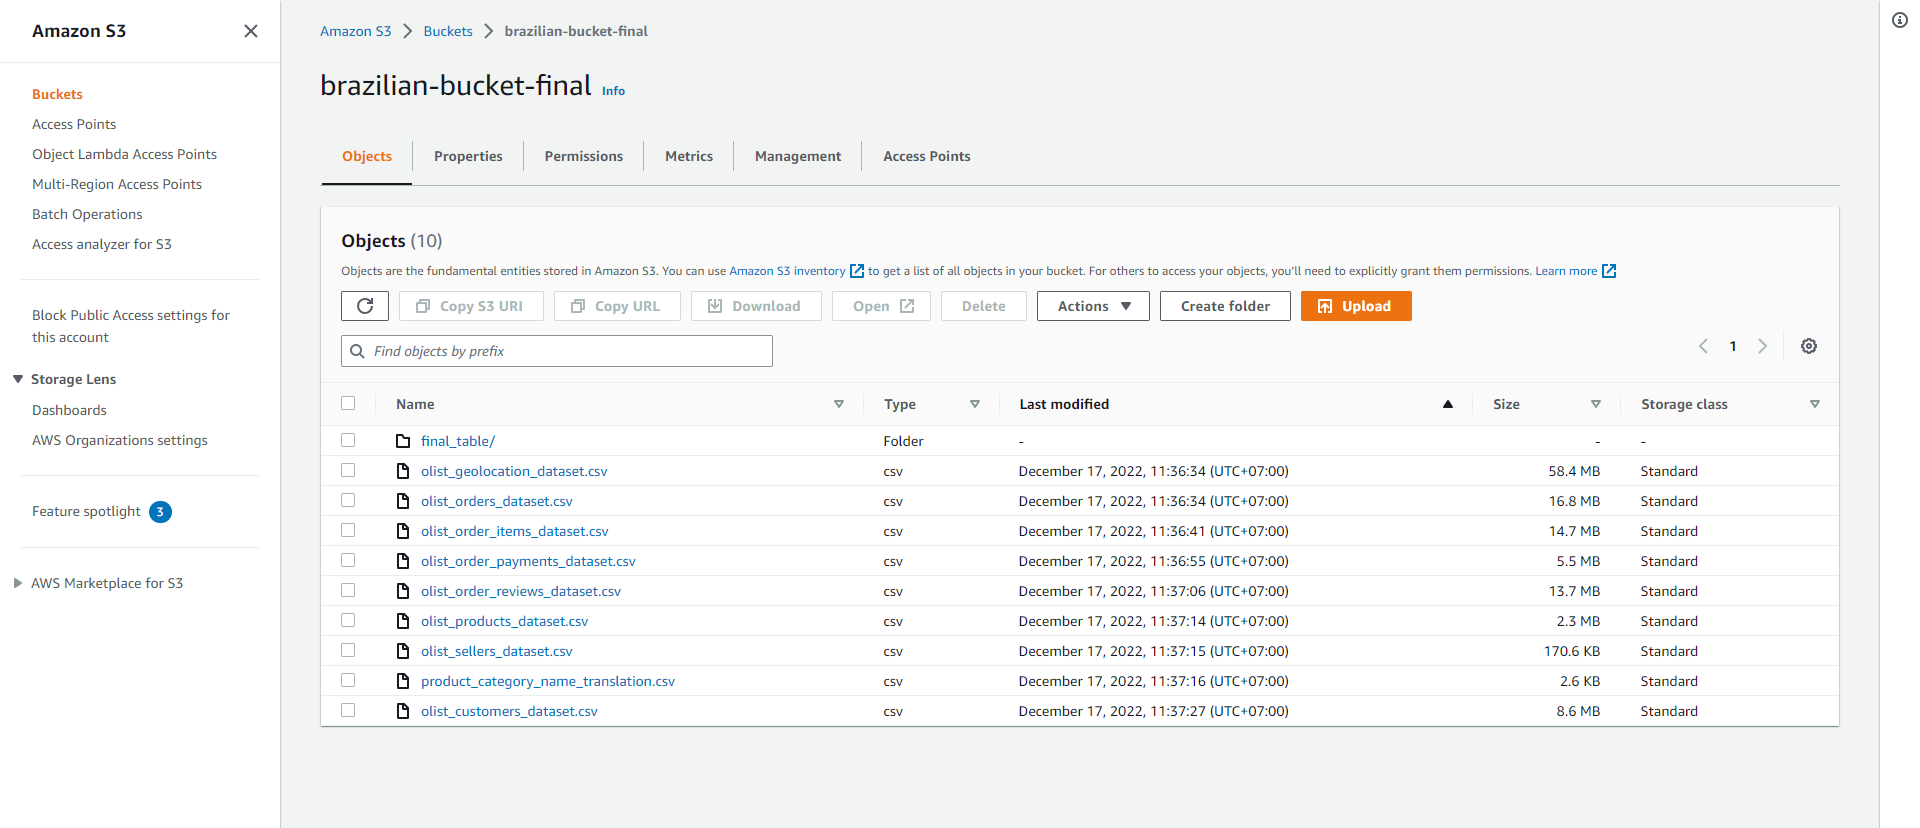 Amazon S3
Buckets
Access Points
Object Lambda Access Points
Multi-Region Access Points
Batch Operations
Access analyzer for S3
Block Public Access settings for
this account
Storage Lens
Dashboards
AWS Organizations settings
Feature spotlight 3
AWS Marketplace for S3
Amazon S3 Buckets brazilian-bucket-final
brazilian-bucket-final Info
Objects Properties Permissions Metrics Management Access Points
Objects (10)
Objects are the fundamental entities stored in Amazon S3. You can use Amazon S3 inventory to get a list of all objects in your bucket. For others to access your objects, you'll need to explicitly grant them permissions. Learn more
Copy S3 URI Copy URL Download Open Delete Actions Create folder Upload
Find objects by prefix 1
Name Type Last modified Size Storage class
final_table/ Folder - - -
olist_geolocation_dataset.csv csv December 17, 2022, 11:36:34 (UTC+07:00) 58.4 MB Standard
olist_orders_dataset.csv csv December 17, 2022, 11:36:34 (UTC+07:00) 16.8 MB Standard
olist_order_items_dataset.csv csv December 17, 2022, 11:36:41 (UTC+07:00) 14.7 MB Standard
olist_order_payments_dataset.csv csv December 17, 2022, 11:36:55 (UTC+07:00) 5.5 MB Standard
olist_order_reviews_dataset.csv csv December 17, 2022, 11:37:06 (UTC+07:00) 13.7 MB Standard
olist_products_dataset.csv csv December 17, 2022, 11:37:14 (UTC+07:00) 2.3 MB Standard
olist_sellers_dataset.csv csv December 17, 2022, 11:37:15 (UTC+07:00) 170.6 KB Standard
product_category_name_translation.csv csv December 17, 2022, 11:37:16 (UTC+07:00) 2.6 KB Standard
olist_customers_dataset.csv csv December 17, 2022, 11:37:27 (UTC+07:00) 8.6 MB Standard